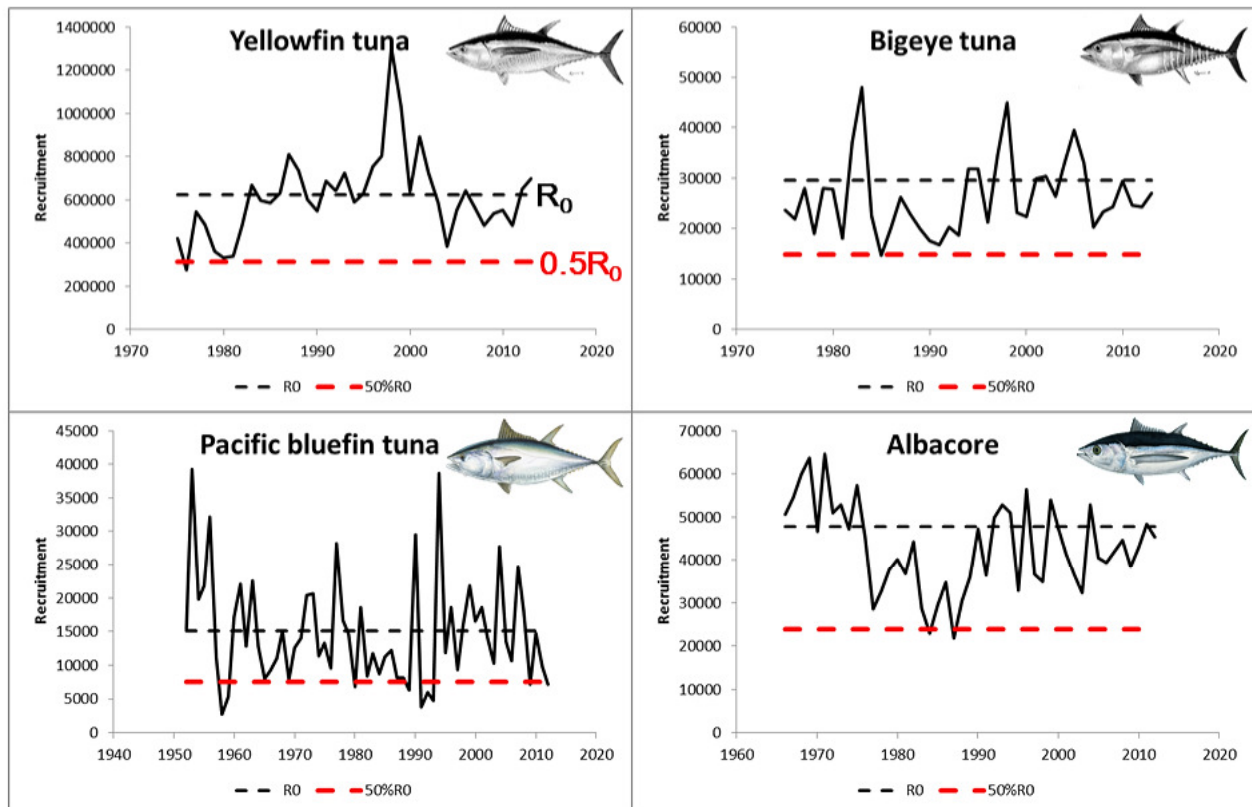 Yellowfin tuna
1400000
1200000
1000000
800000
600000
400000
200000
0
Recruitment
R₀
0.5R₀
1970 1980 1990 2000 2010 2020
R0 50%R0
Bigeye tuna
60000
50000
40000
30000
20000
10000
0
Recruitment
1970 1980 1990 2000 2010 2020
R0 50%R0
Pacific bluefin tuna
45000
40000
35000
30000
25000
20000
15000
10000
5000
0
Recruitment
1940 1950 1960 1970 1980 1990 2000 2010 2020
R0 50%R0
Albacore
70000
60000
50000
40000
30000
20000
10000
0
Recruitment
1960 1970 1980 1990 2000 2010 2020
R0 50%R0